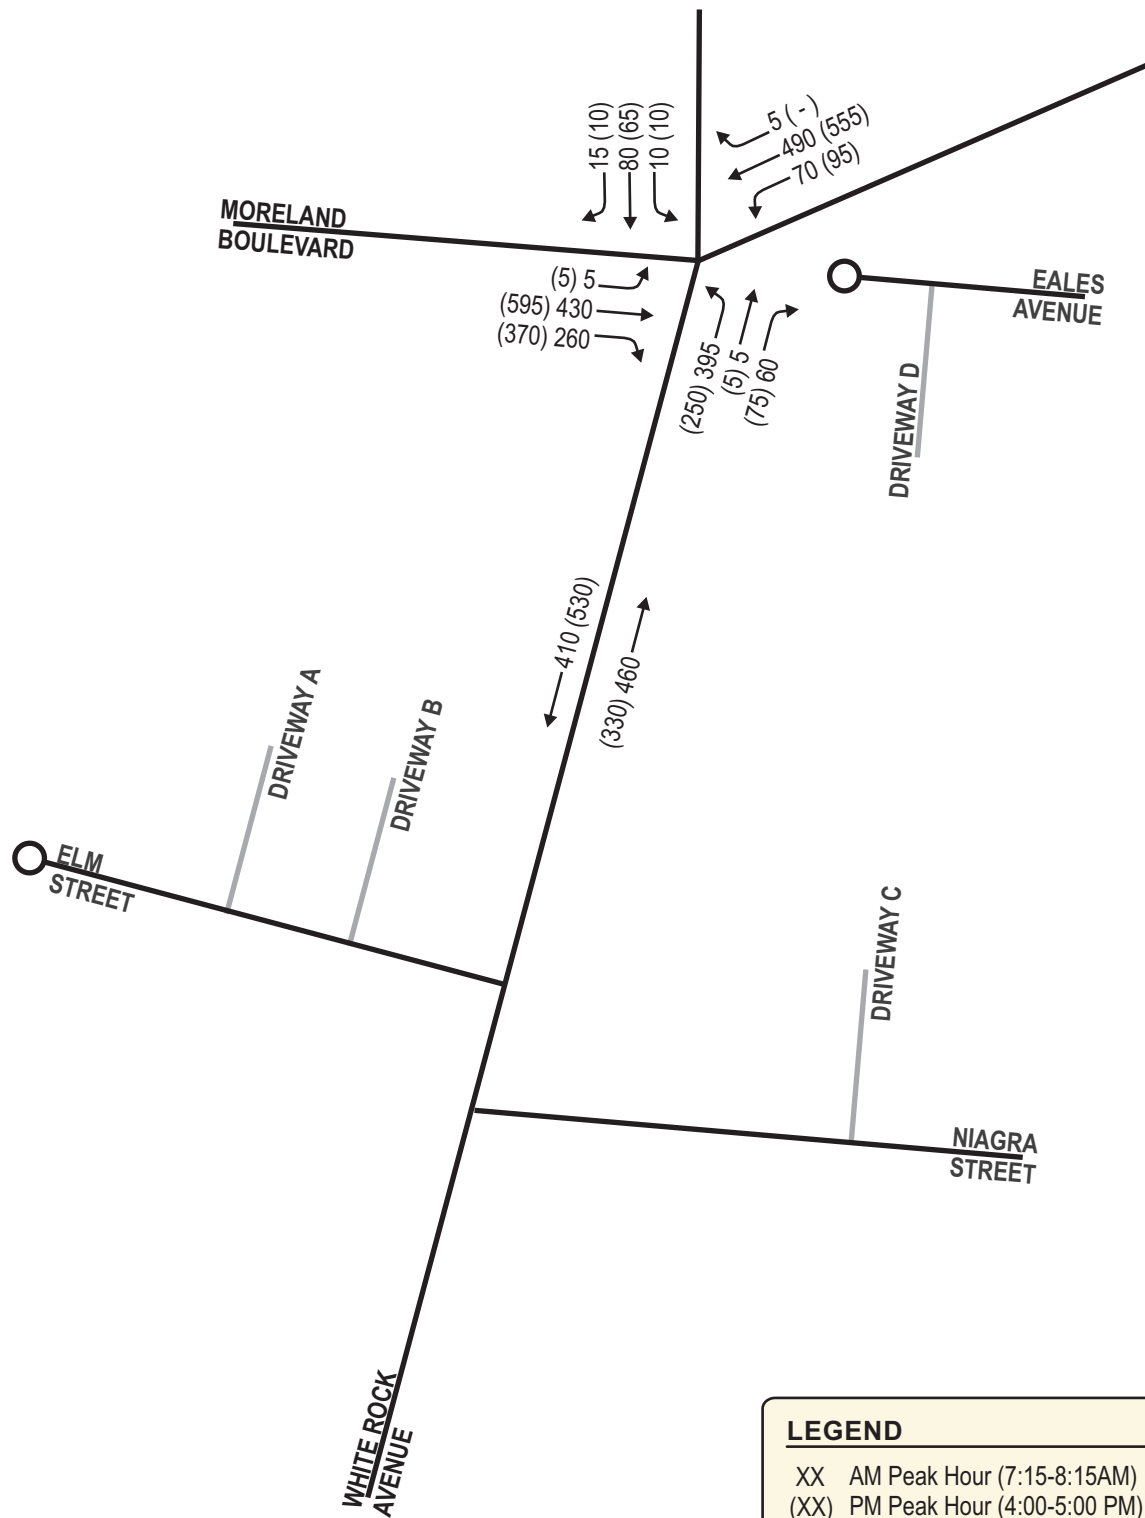 15 (10)
80 (65)
10 (10)
5 ( - )
490 (555)
70 (95)
MORELAND
BOULEVARD
(5) 5
(595) 430
(370) 260
(250) 395
(5) 5
(75) 60
EALES
AVENUE
DRIVEWAY D
410 (530)
(330) 460
DRIVEWAY A
DRIVEWAY B
ELM
STREET
DRIVEWAY C
NIAGRA
STREET
WHITE ROCK
AVENUE
LEGEND
XX AM Peak Hour (7:15-8:15AM)
(XX) PM Peak Hour (4:00-5:00 PM)